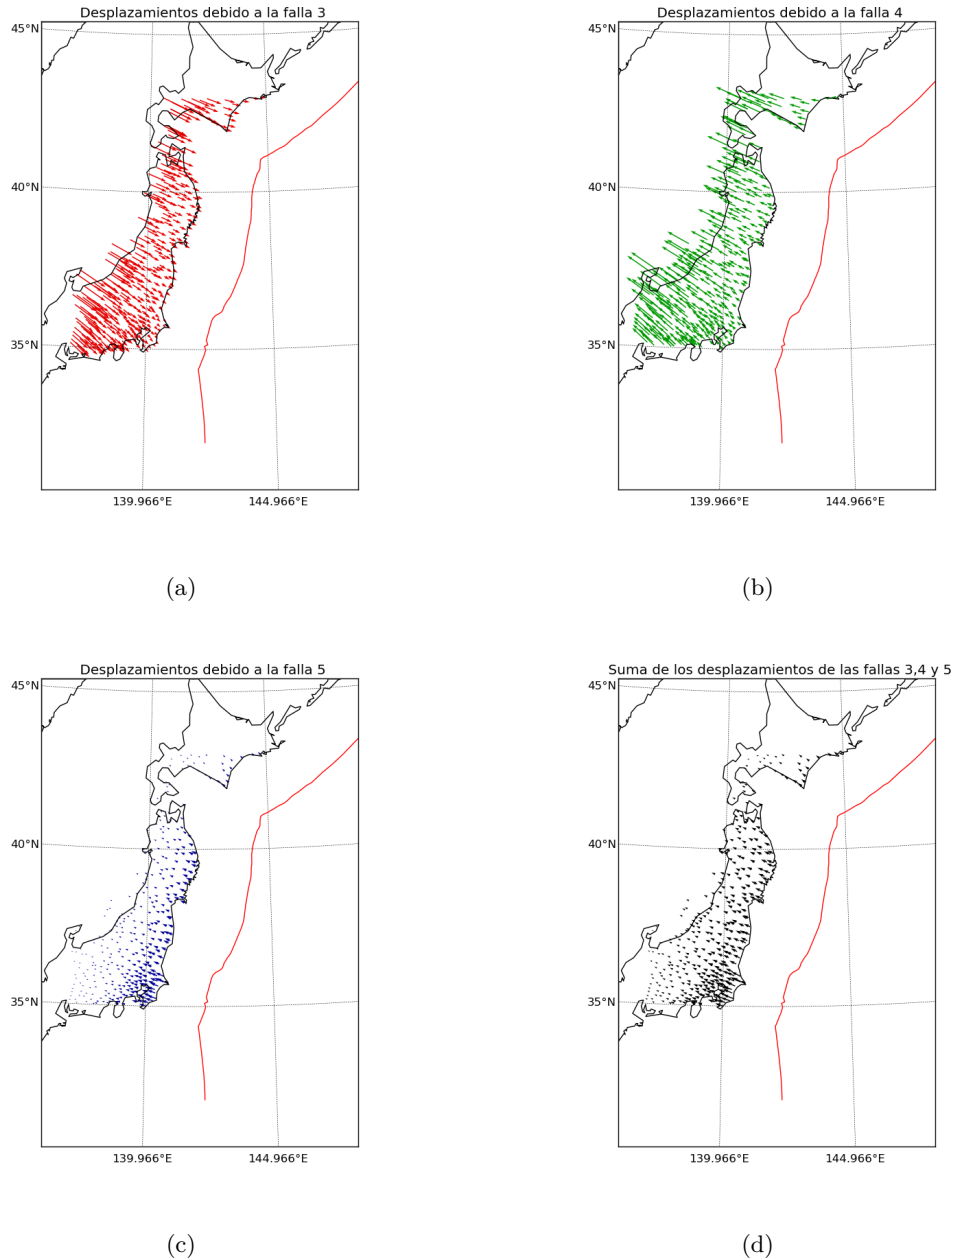 Desplazamientos debido a la falla 3
45°N
40°N
35°N
139.966°E 144.966°E
(a)
Desplazamientos debido a la falla 4
45°N
40°N
35°N
139.966°E 144.966°E
(b)
Desplazamientos debido a la falla 5
45°N
40°N
35°N
139.966°E 144.966°E
(c)
Suma de los desplazamientos de las fallas 3,4 y 5
45°N
40°N
35°N
139.966°E 144.966°E
(d)